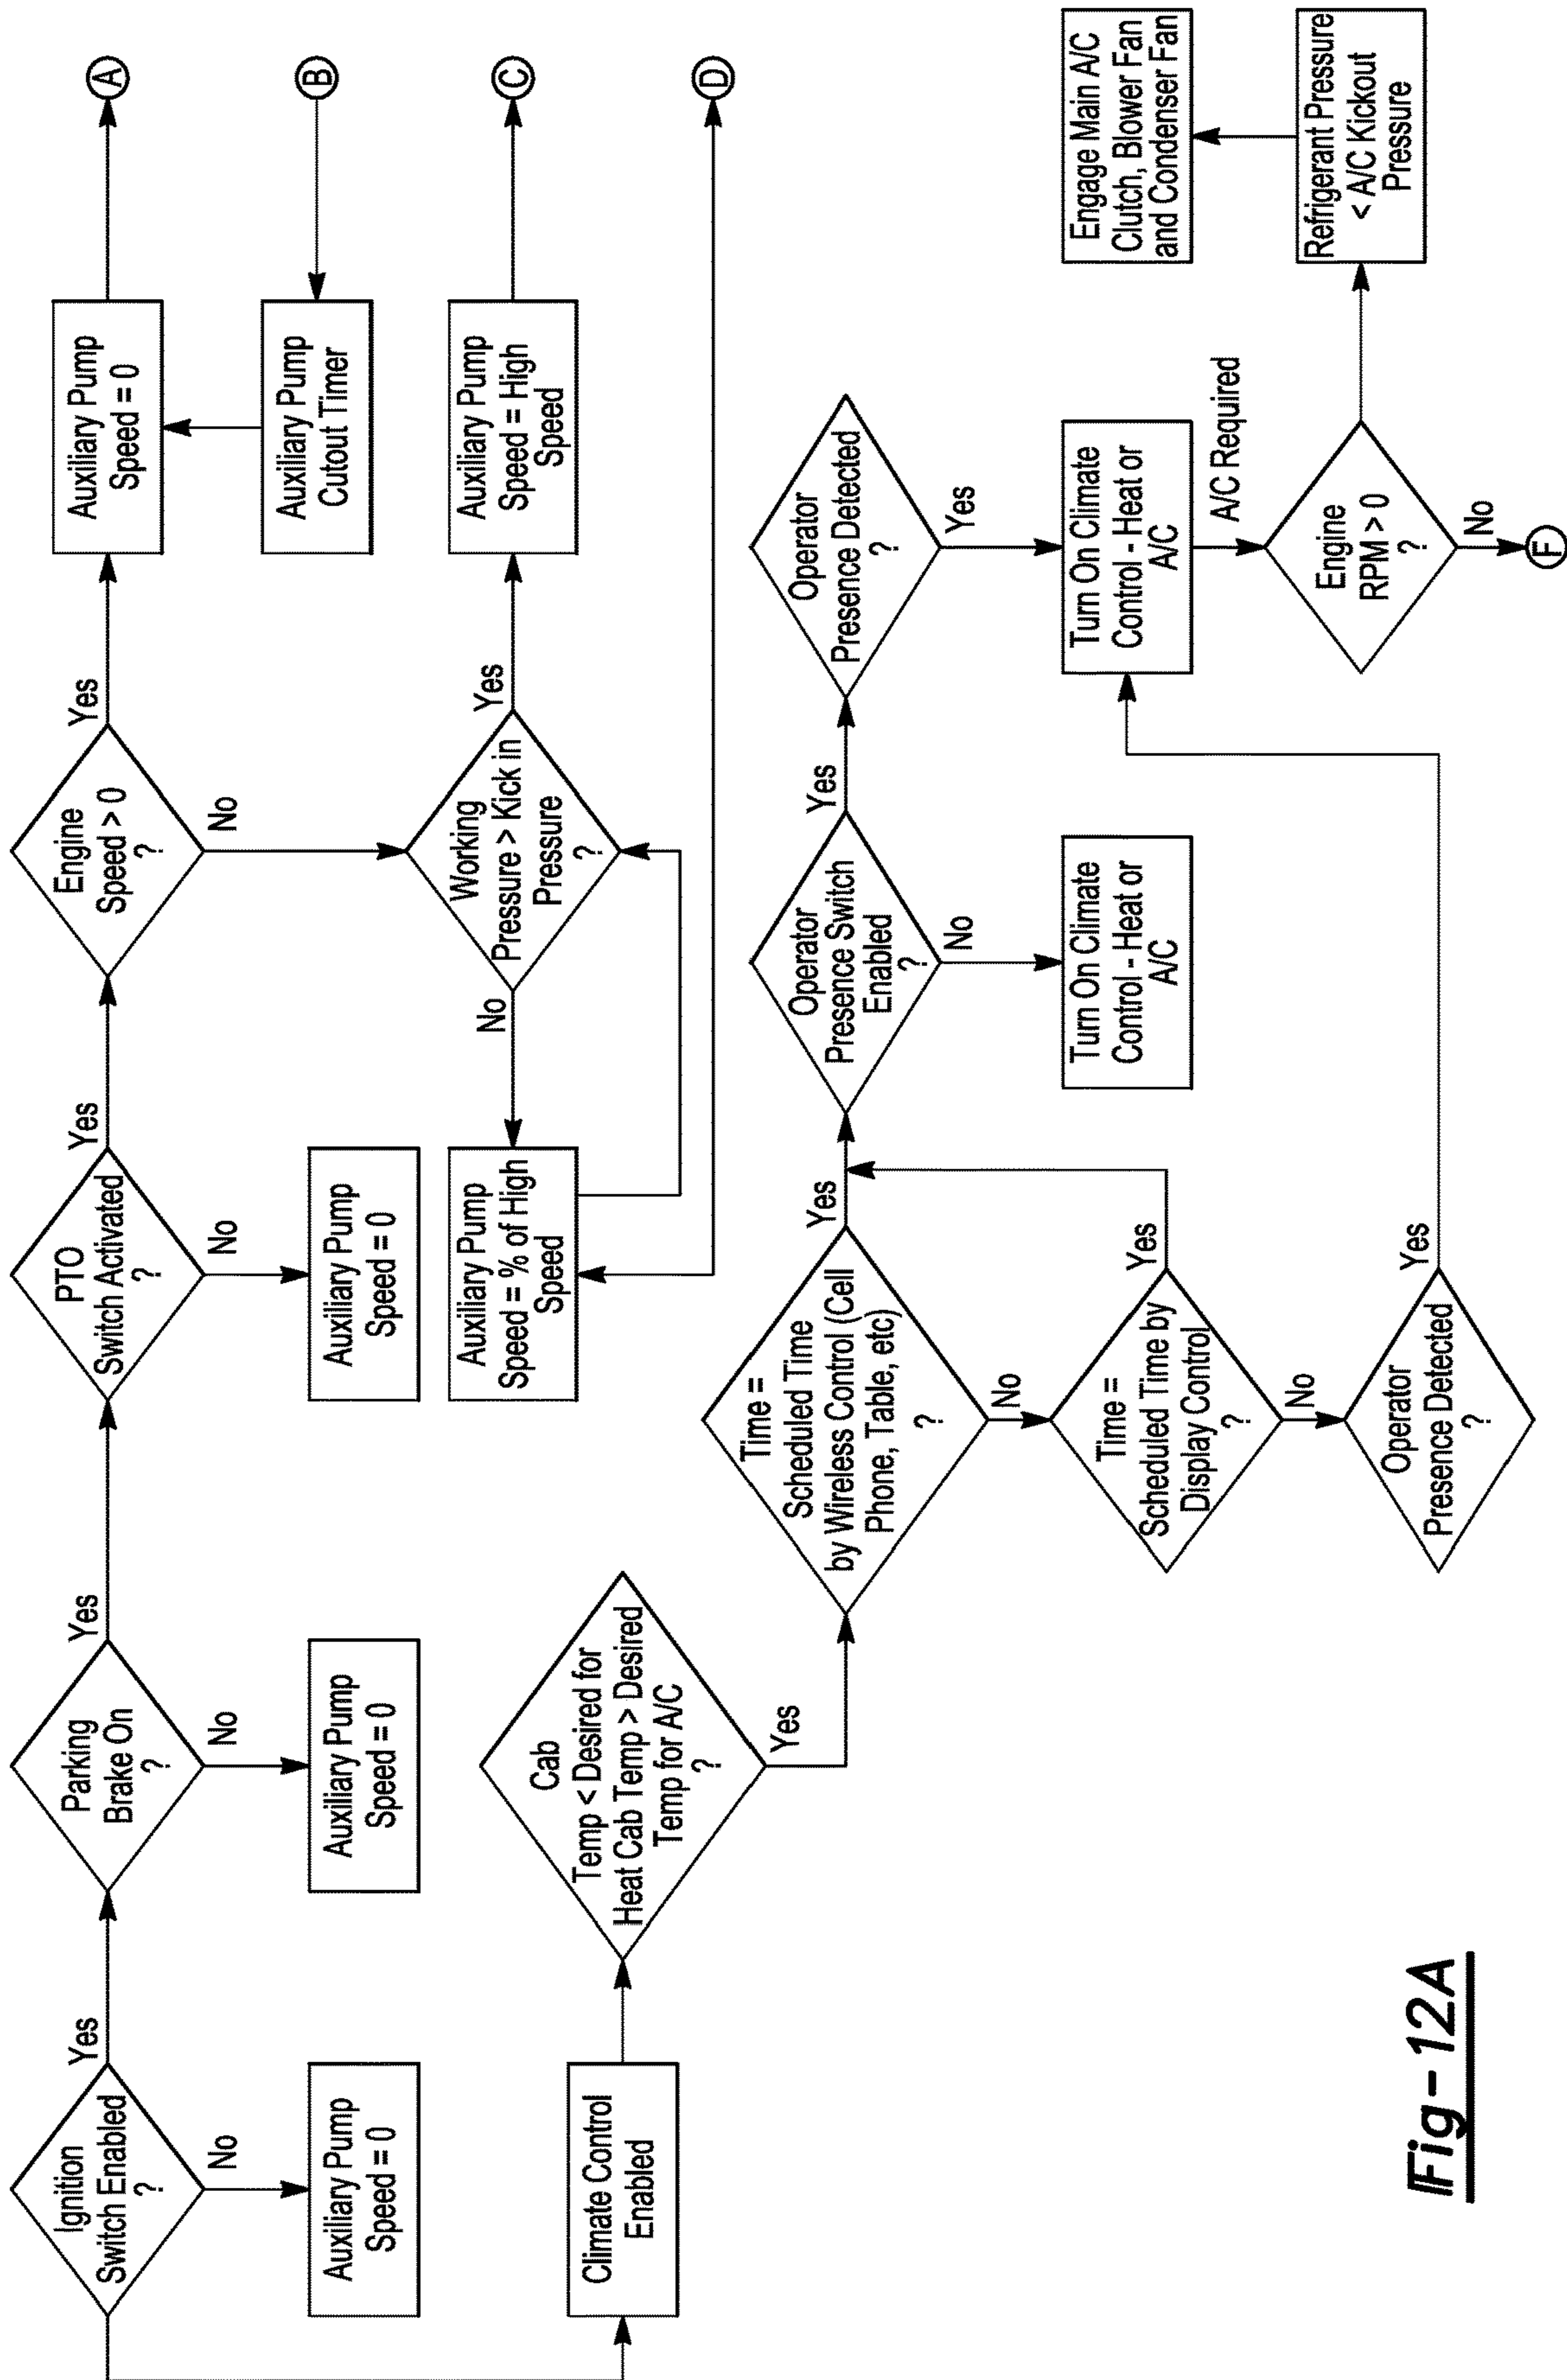 Ignition
Switch Enabled
?
Yes
No
Auxiliary Pump
Speed = 0
Parking
Brake On
?
Yes
No
Auxiliary Pump
Speed = 0
PTO
Switch Activated
?
Yes
No
Auxiliary Pump
Speed = 0
Engine
Speed > 0
?
Yes
No
Auxiliary Pump
Speed = 0
A
Auxiliary Pump
Cutout Timer
B
Working
Pressure > Kick in
Pressure
?
Yes
No
Auxiliary Pump
Speed = High
Speed
C
Auxiliary Pump
Speed = % of High
Speed
D
Climate Control
Enabled
Cab
Temp < Desired for
Heat Cab Temp > Desired
Temp for A/C
?
Yes
Time =
Scheduled Time
by Wireless Control (Cell
Phone, Table, etc)
?
Yes
No
Time =
Scheduled Time by
Display Control
?
Yes
No
Operator
Presence Detected
?
Yes
Operator
Presence Switch
Enabled
?
Yes
No
Turn On Climate
Control - Heat or
A/C
Operator
Presence Detected
?
Yes
Turn On Climate
Control - Heat or
A/C
A/C Required
Engine
RPM > 0
?
No
F
Refrigerant Pressure
< A/C Kickout
Pressure
Engage Main A/C
Clutch, Blower Fan
and Condenser Fan
Fig-12A